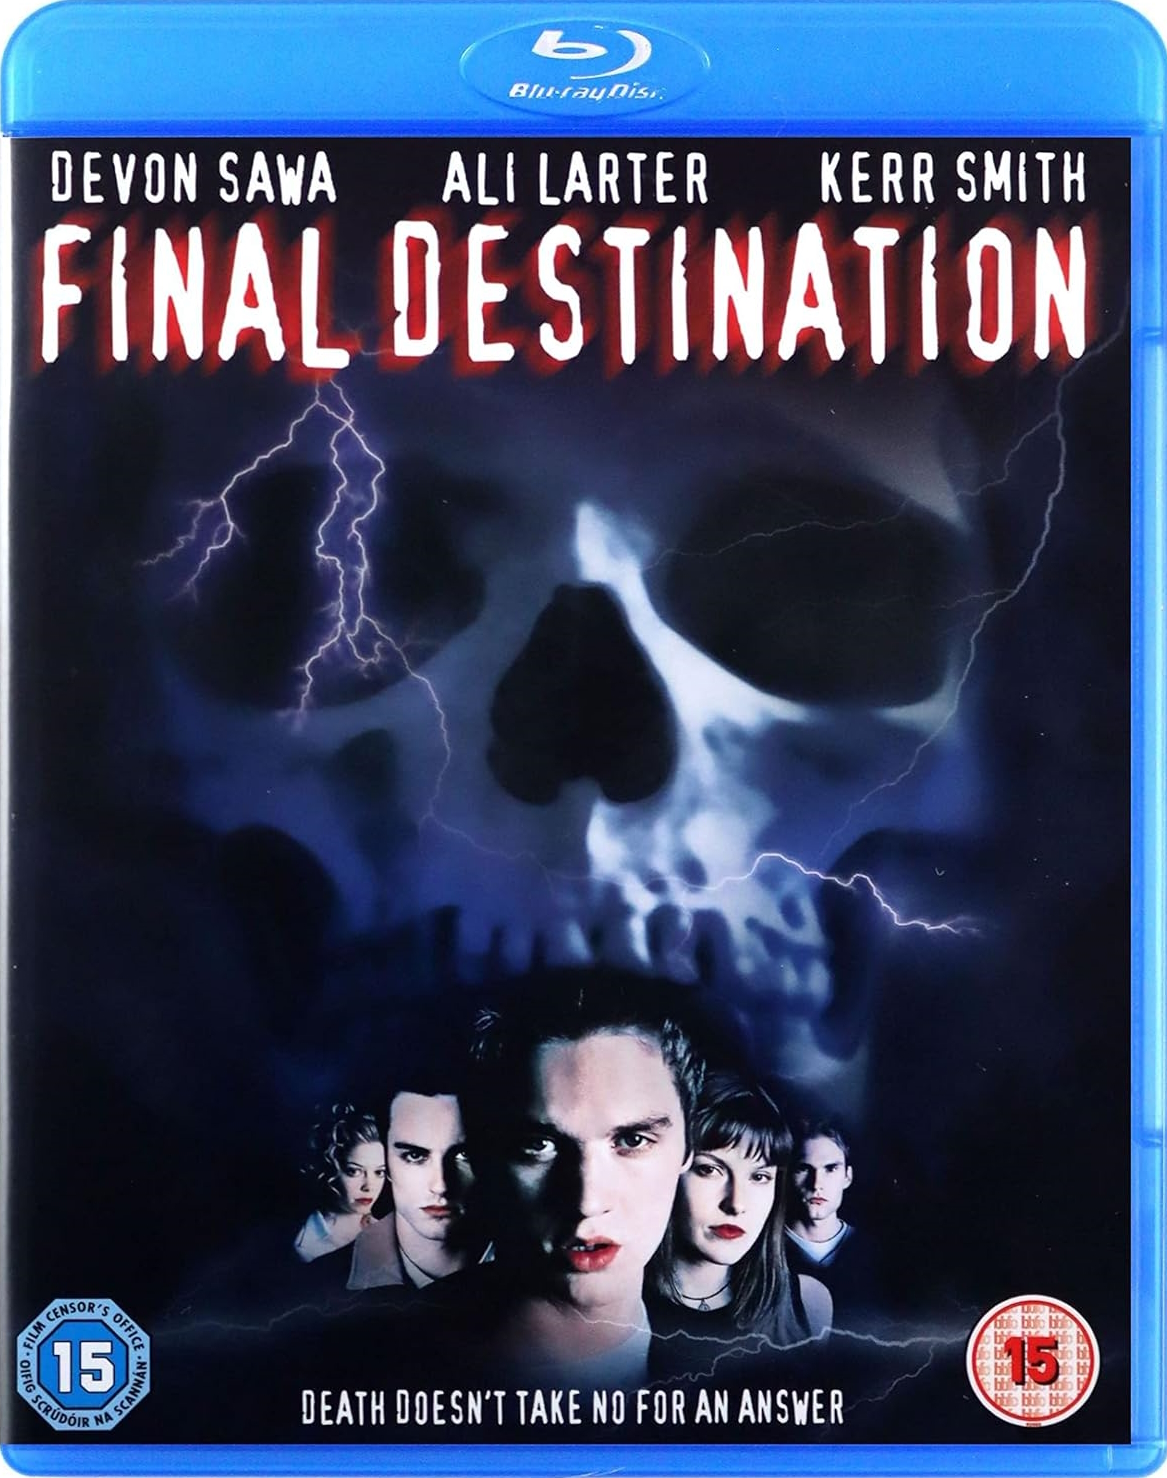 Blu-ray Disc
DEVON SAWA ALI LARTER KERR SMITH
FINAL DESTINATION
· FILM CENSOR'S OFFICE ·
15
OIFIG SCRÚDÓIR NA SCANNÁN
15
DEATH DOESN'T TAKE NO FOR AN ANSWER